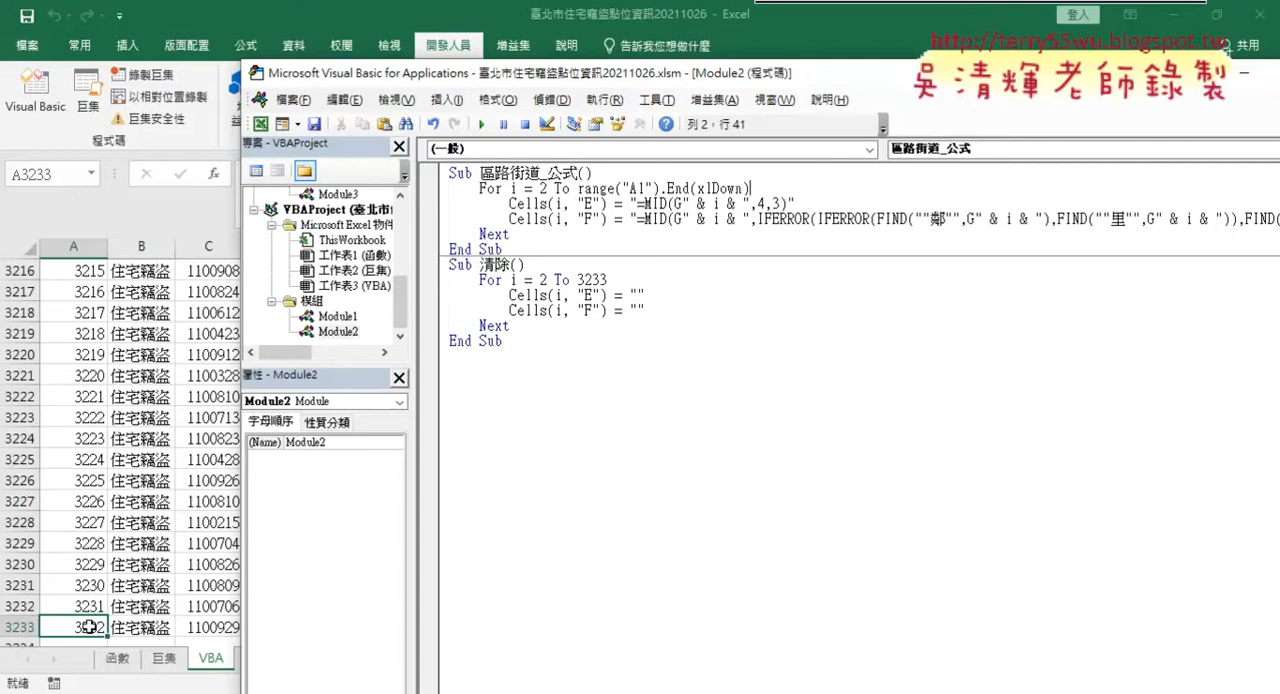 臺北市住宅竊盜點位資訊20211026 - Excel
登入
檔案 常用 插入 版面配置 公式 資料 校閱 檢視 開發人員 增益集 說明 告訴我您想做什麼
共用
http://terry55wu.blogspot.tw
吳清輝老師錄製
Visual Basic
巨集
錄製巨集
以相對位置錄製
巨集安全性
程式碼
Microsoft Visual Basic for Applications - 臺北市住宅竊盜點位資訊20211026.xlsm - [Module2 (程式碼)]
檔案(F) 編輯(E) 檢視(V) 插入(I) 格式(O) 偵錯(D) 執行(R) 工具(T) 增益集(A) 視窗(W) 說明(H)
列 2，行 41
專案 - VBAProject
Module3
VBAProject (臺北市
Microsoft Excel 物件
ThisWorkbook
工作表1 (函數)
工作表2 (巨集)
工作表3 (VBA)
模組
Module1
Module2
屬性 - Module2
Module2 Module
字母順序 性質分類
(Name) Module2
(一般)
區路街道_公式
Sub 區路街道_公式()
For i = 2 To range("A1").End(xlDown)
Cells(i, "E") = "=MID(G" & i & ",4,3)"
Cells(i, "F") = "=MID(G" & i & ",IFERROR(IFERROR(FIND(""鄰"",G" & i & "),FIND(""里"",G" & i & ")),FIND
Next
End Sub
Sub 清除()
For i = 2 To 3233
Cells(i, "E") = ""
Cells(i, "F") = ""
Next
End Sub
A3233
fx
A B C
3216 3215 住宅竊盜 1100908
3217 3216 住宅竊盜 1100824
3218 3217 住宅竊盜 1100612
3219 3218 住宅竊盜 1100423
3220 3219 住宅竊盜 1100912
3221 3220 住宅竊盜 1100328
3222 3221 住宅竊盜 1100810
3223 3222 住宅竊盜 1100713
3224 3223 住宅竊盜 1100823
3225 3224 住宅竊盜 1100428
3226 3225 住宅竊盜 1100926
3227 3226 住宅竊盜 1100810
3228 3227 住宅竊盜 1100215
3229 3228 住宅竊盜 1100704
3230 3229 住宅竊盜 1100826
3231 3230 住宅竊盜 1100809
3232 3231 住宅竊盜 1100706
3233 3232 住宅竊盜 1100929
函數 巨集 VBA
就緒